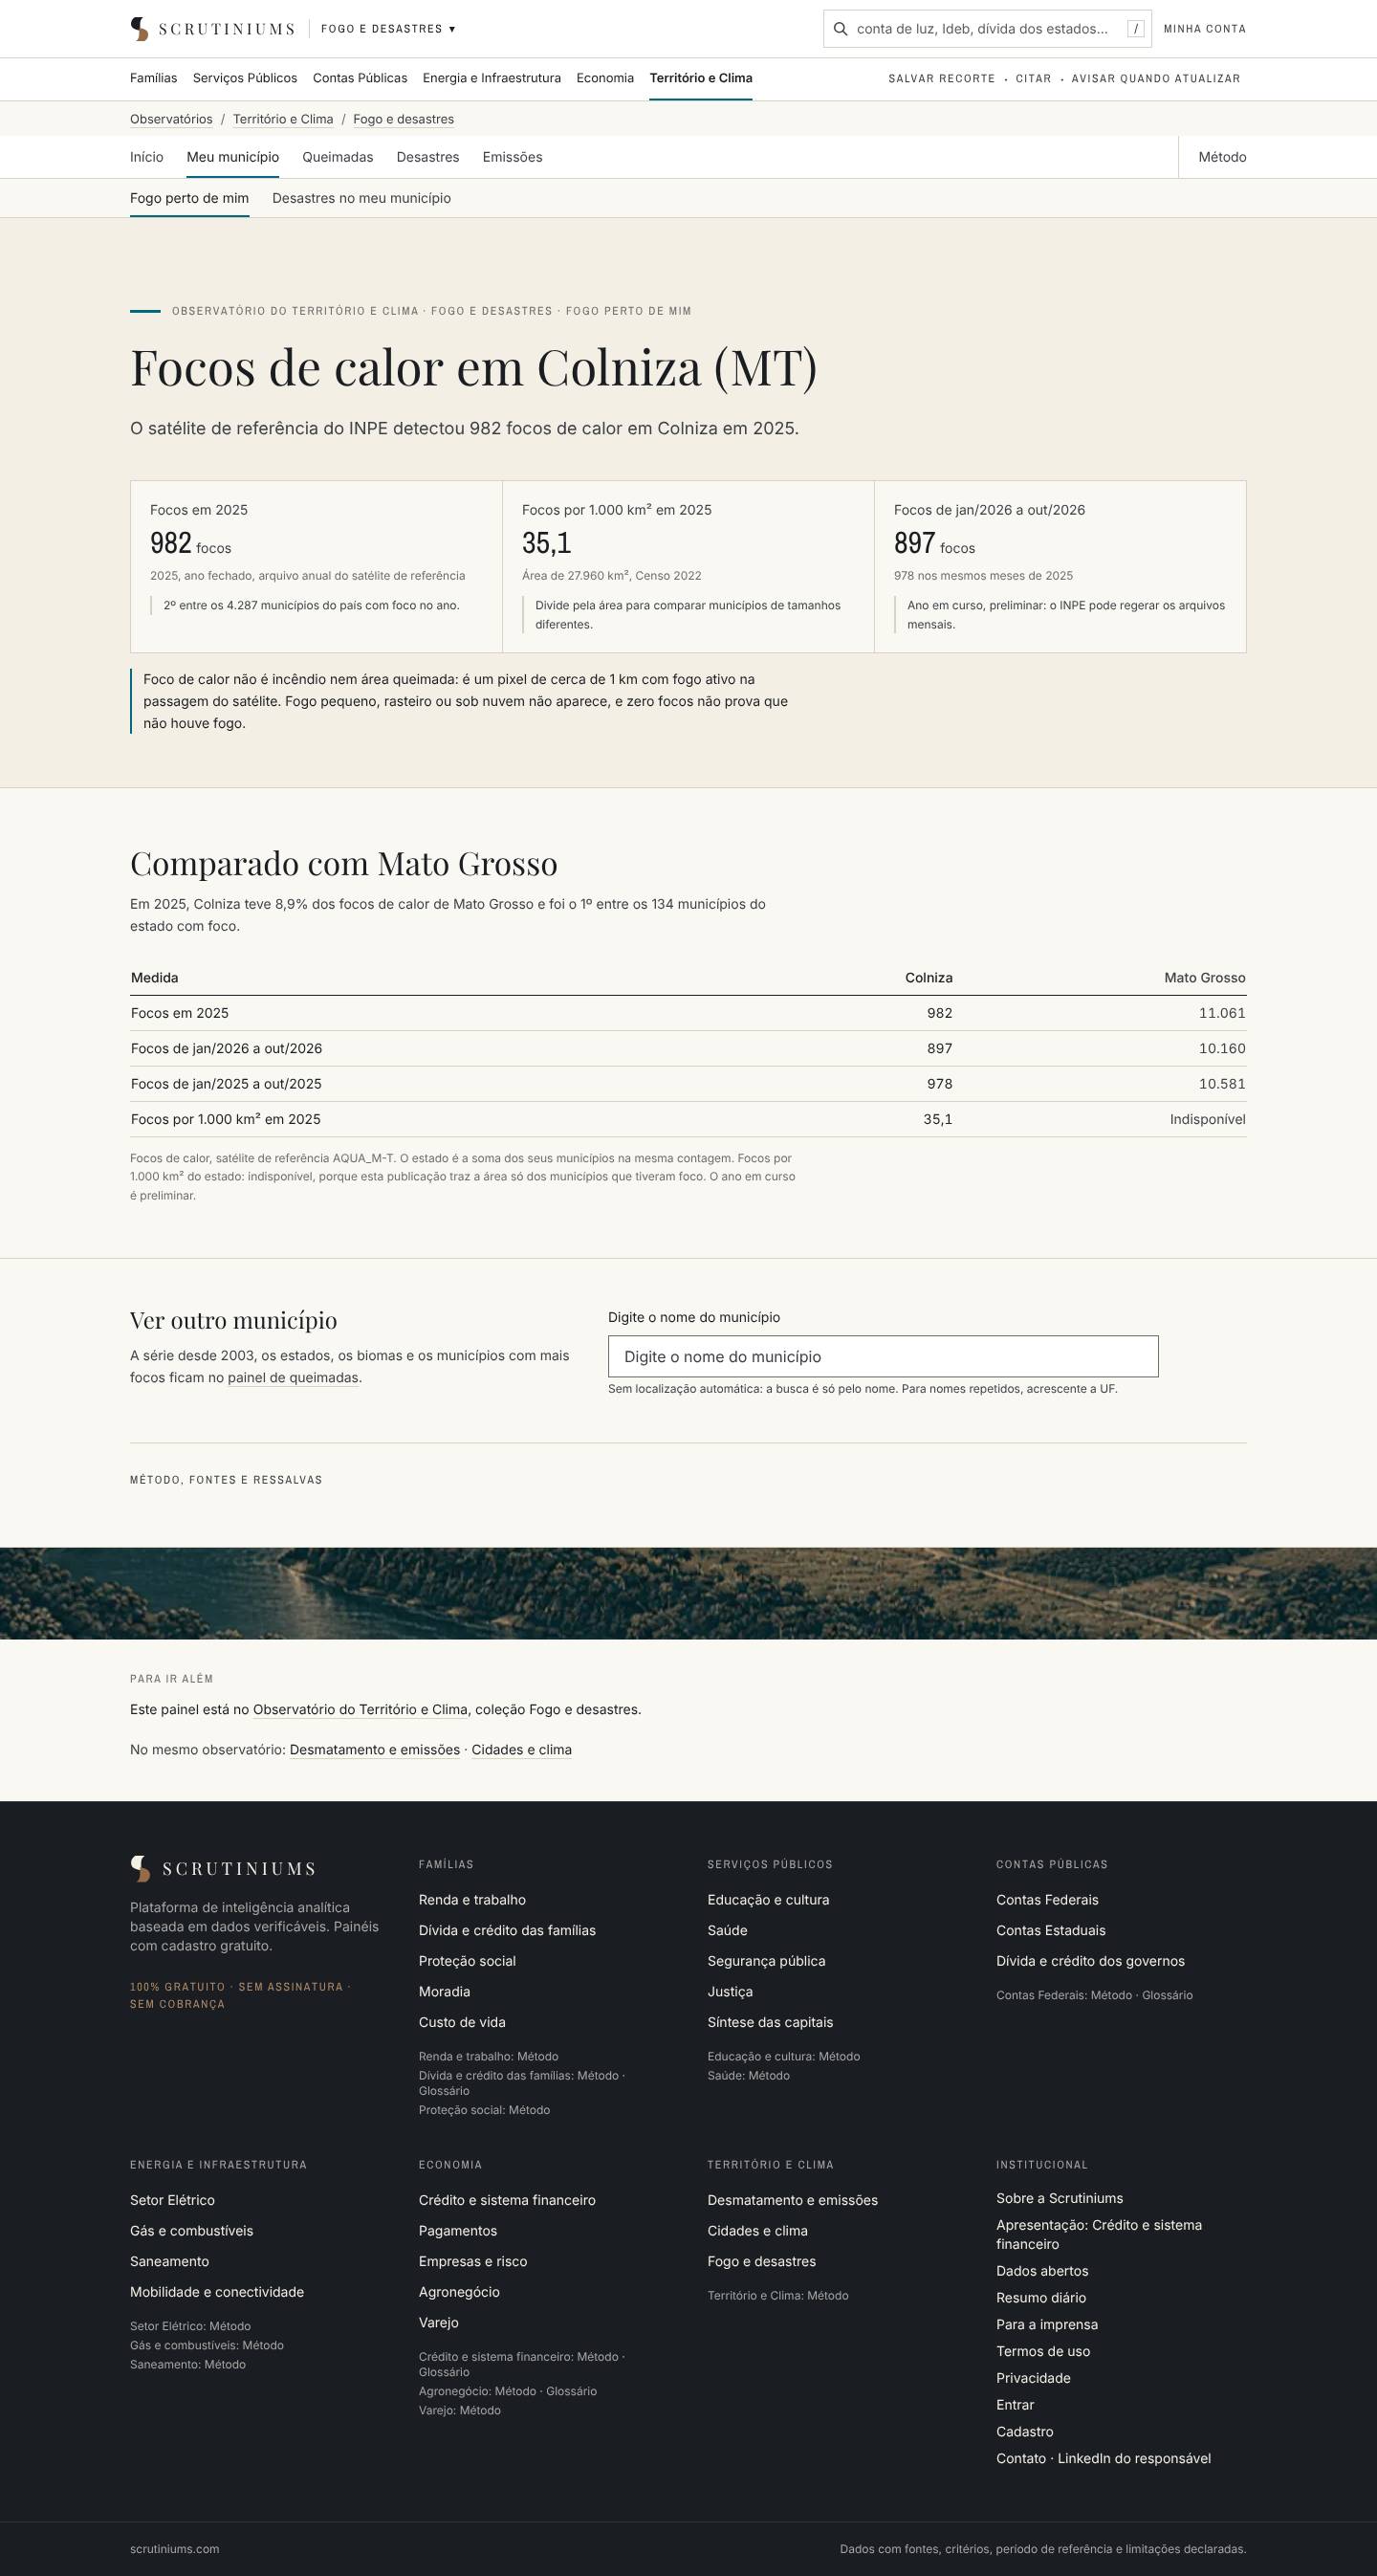 SCRUTINIUMS
FOGO E DESASTRES ▾
conta de luz, Ideb, dívida dos estados...
/
MINHA CONTA
Famílias Serviços Públicos Contas Públicas Energia e Infraestrutura Economia Território e Clima
SALVAR RECORTE · CITAR · AVISAR QUANDO ATUALIZAR
Observatórios / Território e Clima / Fogo e desastres
Início Meu município Queimadas Desastres Emissões
Método
Fogo perto de mim Desastres no meu município
OBSERVATÓRIO DO TERRITÓRIO E CLIMA · FOGO E DESASTRES · FOGO PERTO DE MIM
Focos de calor em Colniza (MT)
O satélite de referência do INPE detectou 982 focos de calor em Colniza em 2025.
Focos em 2025
982 focos
2025, ano fechado, arquivo anual do satélite de referência
2º entre os 4.287 municípios do país com foco no ano.
Focos por 1.000 km² em 2025
35,1
Área de 27.960 km², Censo 2022
Divide pela área para comparar municípios de tamanhos
diferentes.
Focos de jan/2026 a out/2026
897 focos
978 nos mesmos meses de 2025
Ano em curso, preliminar: o INPE pode regerar os arquivos
mensais.
Foco de calor não é incêndio nem área queimada: é um pixel de cerca de 1 km com fogo ativo na
passagem do satélite. Fogo pequeno, rasteiro ou sob nuvem não aparece, e zero focos não prova que
não houve fogo.
Comparado com Mato Grosso
Em 2025, Colniza teve 8,9% dos focos de calor de Mato Grosso e foi o 1º entre os 134 municípios do
estado com foco.
Medida Colniza Mato Grosso
Focos em 2025 982 11.061
Focos de jan/2026 a out/2026 897 10.160
Focos de jan/2025 a out/2025 978 10.581
Focos por 1.000 km² em 2025 35,1 Indisponível
Focos de calor, satélite de referência AQUA_M-T. O estado é a soma dos seus municípios na mesma contagem. Focos por
1.000 km² do estado: indisponível, porque esta publicação traz a área só dos municípios que tiveram foco. O ano em curso
é preliminar.
Ver outro município
A série desde 2003, os estados, os biomas e os municípios com mais
focos ficam no painel de queimadas.
Digite o nome do município
Digite o nome do município
Sem localização automática: a busca é só pelo nome. Para nomes repetidos, acrescente a UF.
MÉTODO, FONTES E RESSALVAS
PARA IR ALÉM
Este painel está no Observatório do Território e Clima, coleção Fogo e desastres.
No mesmo observatório: Desmatamento e emissões · Cidades e clima
SCRUTINIUMS
Plataforma de inteligência analítica
baseada em dados verificáveis. Painéis
com cadastro gratuito.
100% GRATUITO · SEM ASSINATURA ·
SEM COBRANÇA
FAMÍLIAS
Renda e trabalho
Dívida e crédito das famílias
Proteção social
Moradia
Custo de vida
Renda e trabalho: Método
Dívida e crédito das famílias: Método ·
Glossário
Proteção social: Método
SERVIÇOS PÚBLICOS
Educação e cultura
Saúde
Segurança pública
Justiça
Síntese das capitais
Educação e cultura: Método
Saúde: Método
CONTAS PÚBLICAS
Contas Federais
Contas Estaduais
Dívida e crédito dos governos
Contas Federais: Método · Glossário
ENERGIA E INFRAESTRUTURA
Setor Elétrico
Gás e combustíveis
Saneamento
Mobilidade e conectividade
Setor Elétrico: Método
Gás e combustíveis: Método
Saneamento: Método
ECONOMIA
Crédito e sistema financeiro
Pagamentos
Empresas e risco
Agronegócio
Varejo
Crédito e sistema financeiro: Método ·
Glossário
Agronegócio: Método · Glossário
Varejo: Método
TERRITÓRIO E CLIMA
Desmatamento e emissões
Cidades e clima
Fogo e desastres
Território e Clima: Método
INSTITUCIONAL
Sobre a Scrutiniums
Apresentação: Crédito e sistema
financeiro
Dados abertos
Resumo diário
Para a imprensa
Termos de uso
Privacidade
Entrar
Cadastro
Contato · LinkedIn do responsável
scrutiniums.com
Dados com fontes, critérios, período de referência e limitações declaradas.